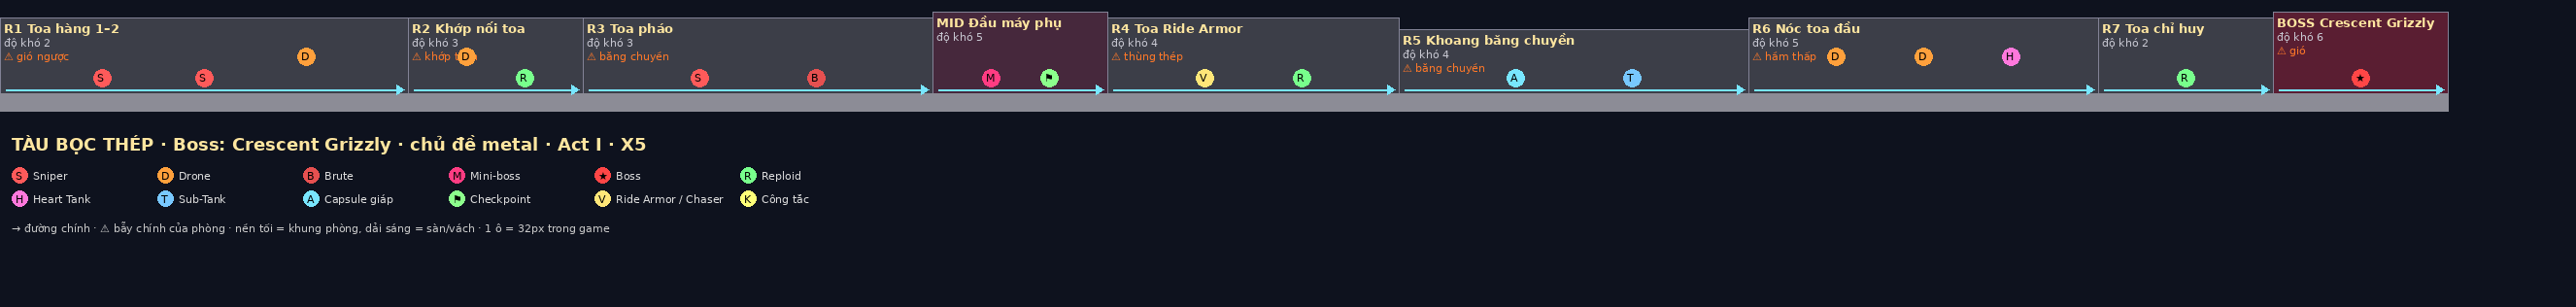 R1 Toa hàng 1–2
độ khó 2
⚠ gió ngược
S
S
D
R2 Khớp nối toa
độ khó 3
⚠ khớp
D
R
R3 Toa pháo
độ khó 3
⚠ băng chuyền
S
B
MID Đầu máy phụ
độ khó 5
M
⚑
R4 Toa Ride Armor
độ khó 4
⚠ thùng thép
V
R
R5 Khoang băng chuyền
độ khó 4
⚠ băng chuyền
A
T
R6 Nóc toa đầu
độ khó 5
⚠ hầm thấp
D
D
H
R7 Toa chỉ huy
độ khó 2
R
BOSS Crescent Grizzly
độ khó 6
⚠ gió
★
TÀU BỌC THÉP · Boss: Crescent Grizzly · chủ đề metal · Act I · X5
S Sniper D Drone B Brute M Mini-boss ★ Boss R Reploid
H Heart Tank T Sub-Tank A Capsule giáp ⚑ Checkpoint V Ride Armor / Chaser K Công tắc
→ đường chính · ⚠ bẫy chính của phòng · nền tối = khung phòng, dải sáng = sàn/vách · 1 ô = 32px trong game